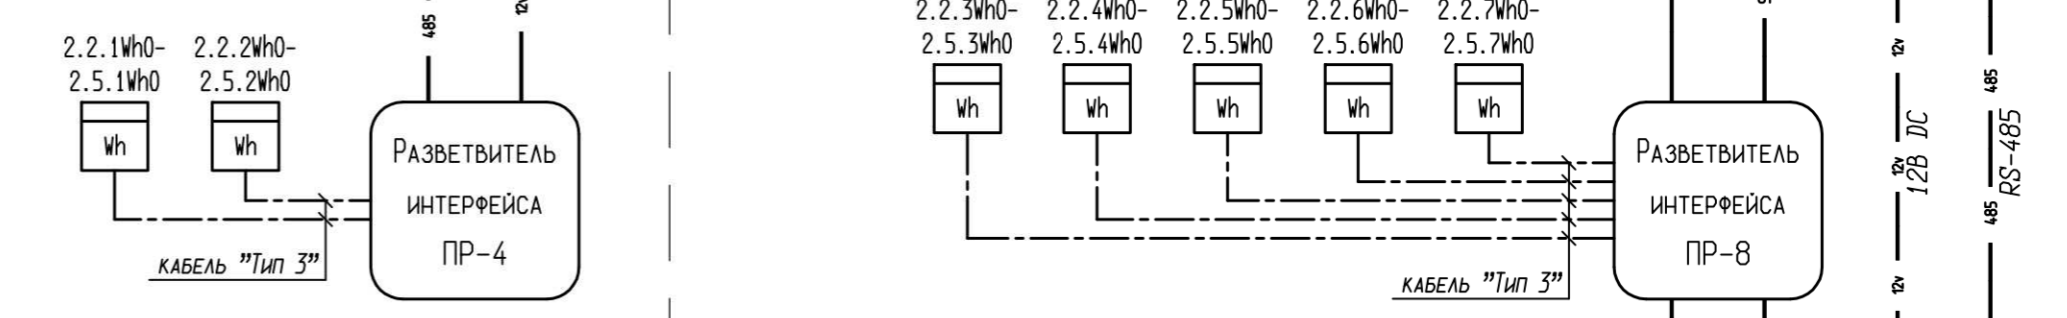 485
12v
2.2.1Wh0-
2.5.1Wh0
2.2.2Wh0-
2.5.2Wh0
Wh
Wh
Разветвитель
интерфейса
ПР-4
кабель "Тип 3"
2.2.3Wh0-
2.5.3Wh0
2.2.4Wh0-
2.5.4Wh0
2.2.5Wh0-
2.5.5Wh0
2.2.6Wh0-
2.5.6Wh0
2.2.7Wh0-
2.5.7Wh0
Wh
Wh
Wh
Wh
Wh
Разветвитель
интерфейса
ПР-8
кабель "Тип 3"
12v
12v
12v
12В DC
485
485
RS-485